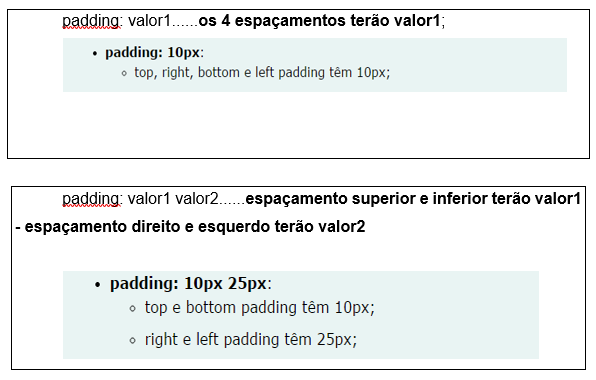 padding: valor1......os 4 espaçamentos terão valor1;
• padding: 10px:
○ top, right, bottom e left padding têm 10px;
padding: valor1 valor2......espaçamento superior e inferior terão valor1
- espaçamento direito e esquerdo terão valor2
• padding: 10px 25px:
○ top e bottom padding têm 10px;
○ right e left padding têm 25px;